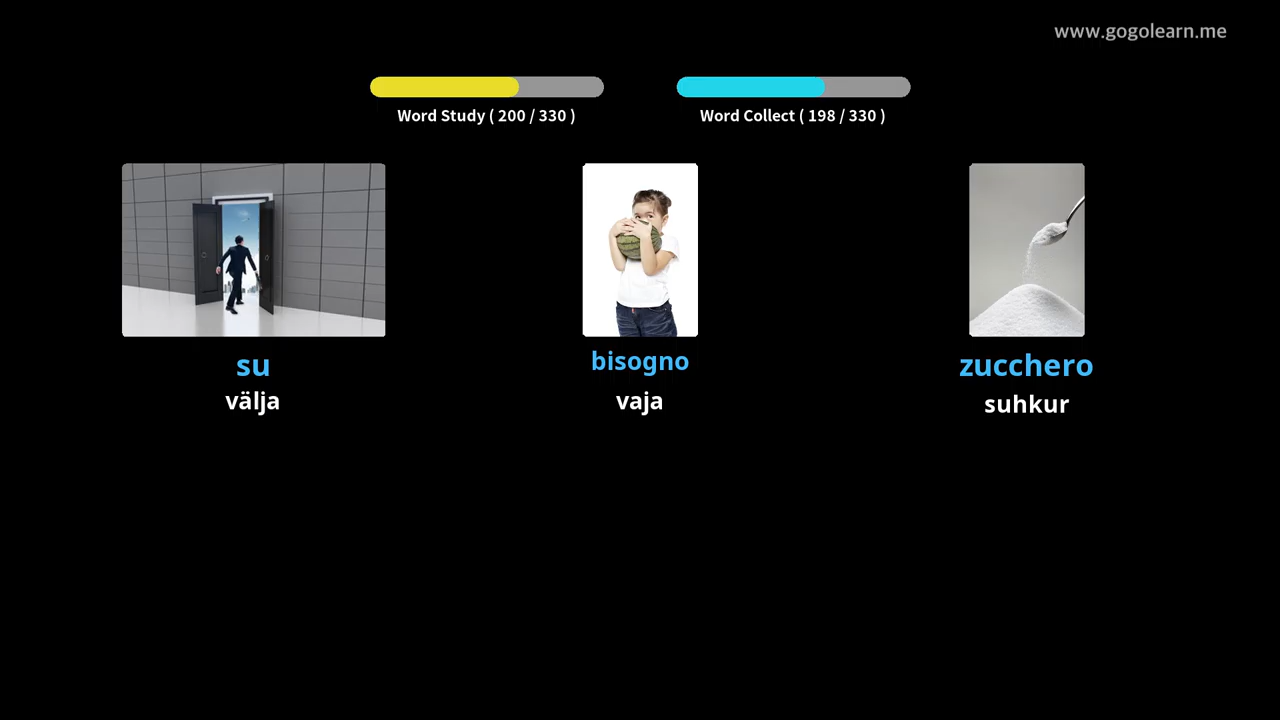 www.gogolearn.me
Word Study ( 200 / 330 )
Word Collect ( 198 / 330 )
su
välja
bisogno
vaja
zucchero
suhkur